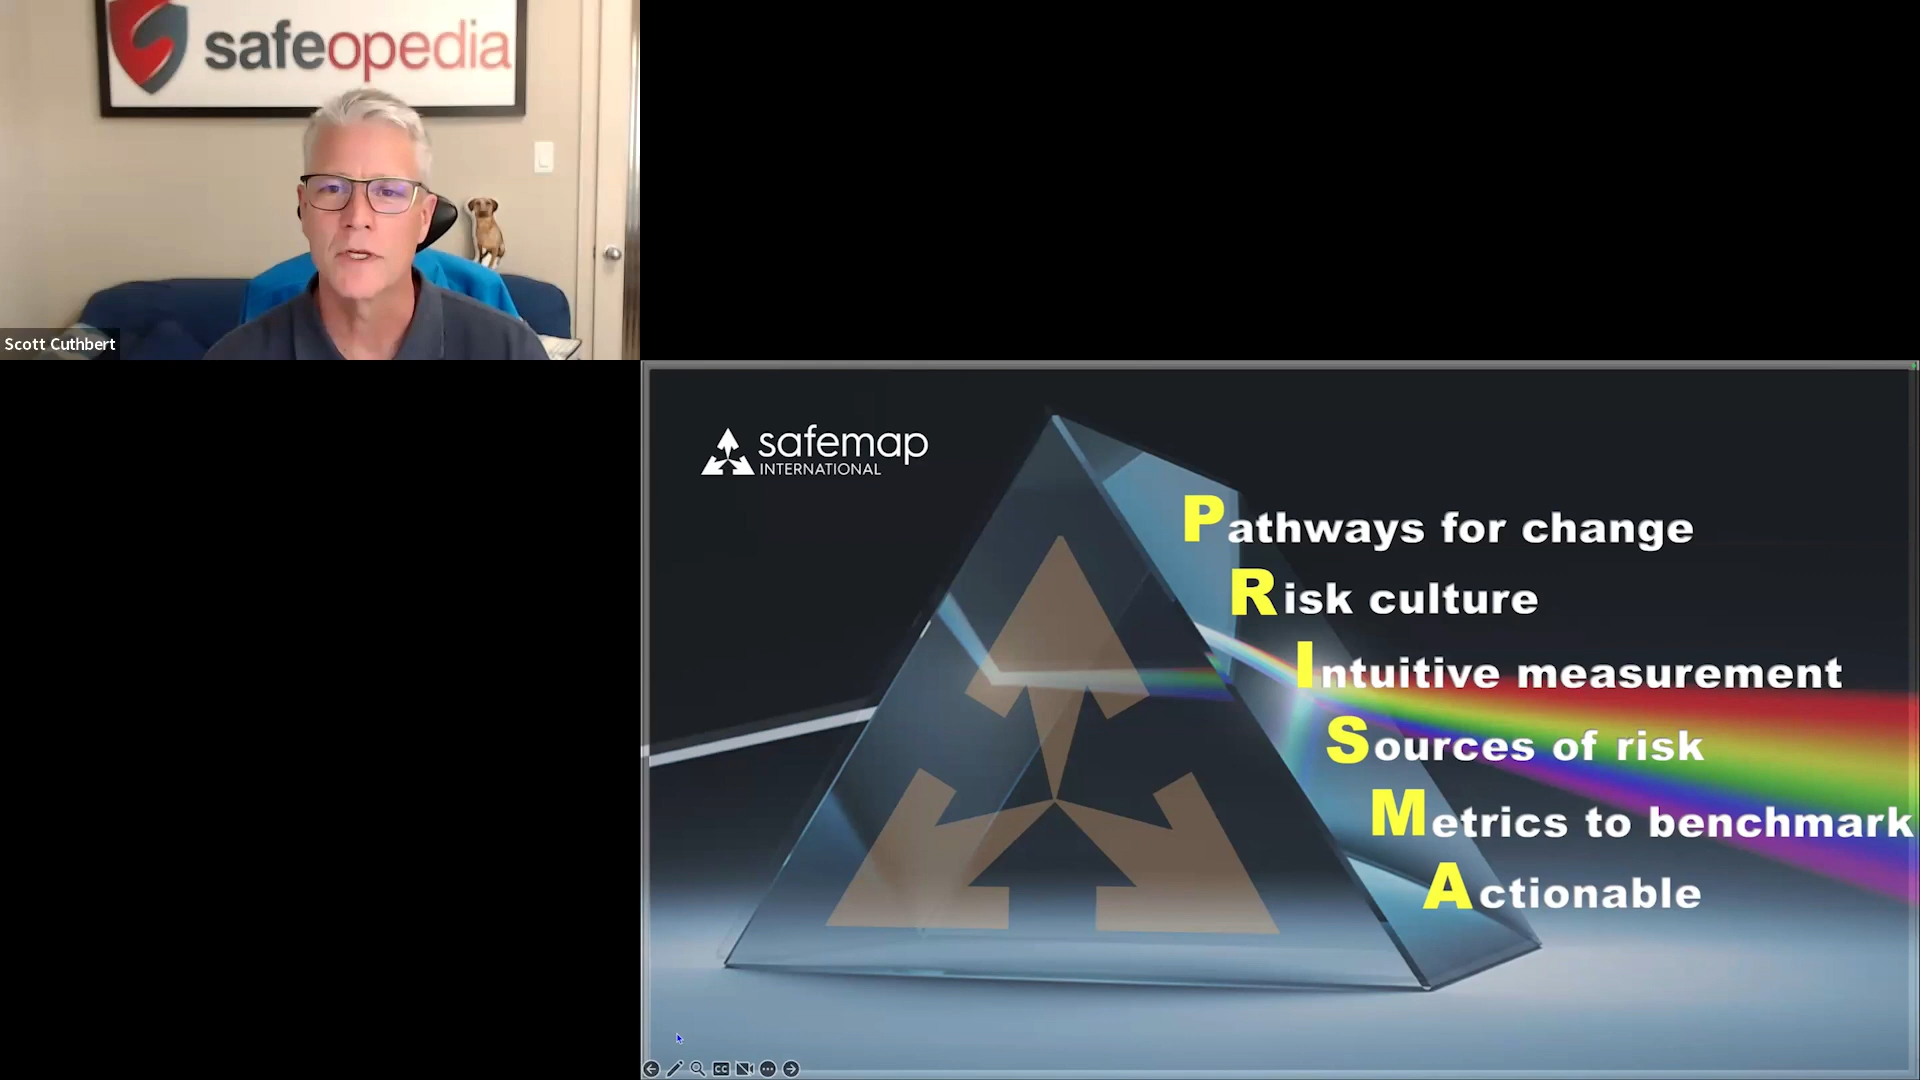 safeopedia
Scott Cuthbert
safemap
INTERNATIONAL
Pathways for change
Risk culture
Intuitive measurement
Sources of risk
Metrics to benchmark
Actionable
CC